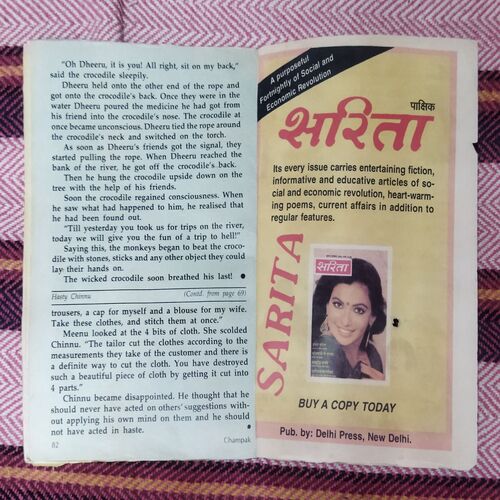 "Oh Dheeru, it is you! All right, sit on my back,"
said the crocodile sleepily.
Dheeru held onto the other end of the rope and
got onto the crocodile's back. Once they were in the
water Dheeru poured the medicine he had got from
his friend into the crocodile's nose. The crocodile at
once became unconscious. Dheeru tied the rope around
the crocodile's neck and switched on the torch.
As soon as Dheeru's friends got the signal, they
started pulling the rope. When Dheeru reached the
bank of the river, he got off the crocodile's back.
Then he hung the crocodile upside down on the
tree with the help of his friends.
Soon the crocodile regained consciousness. When
he saw what had happened to him, he realised that
he had been found out.
"Till yesterday you took us for trips on the river,
today we will give you the fun of a trip to hell!"
Saying this, the monkeys began to beat the croco-
dile with stones, sticks and any other objects they could
lay their hands on.
The wicked crocodile soon breathed his last!
Hasty Chinnu (Contd. from page 69)
trousers, a cap for myself and a blouse for my wife.
Take these clothes, and stitch them at once."
Meenu looked at the 4 bits of cloth. She scolded
Chinnu. "The tailor cut the clothes according to the
measurements they take of the customer and there is
a definite way to cut the cloth. You have destroyed
such a beautiful piece of cloth by getting it cut into
4 parts."
Chinnu became disappointed. He thought that he
should never have acted on others' suggestions with-
out applying his own mind on them and he should
not have acted in haste.
82
Champak
A purposeful
Fortnightly of Social and
Economic Revolution
पाक्षिक
सरिता
Its every issue carries entertaining fiction,
informative and educative articles of so-
cial and economic revolution, heart-warm-
ing poems, current affairs in addition to
regular features.
SARITA
सरिता
BUY A COPY TODAY
Pub. by: Delhi Press, New Delhi.